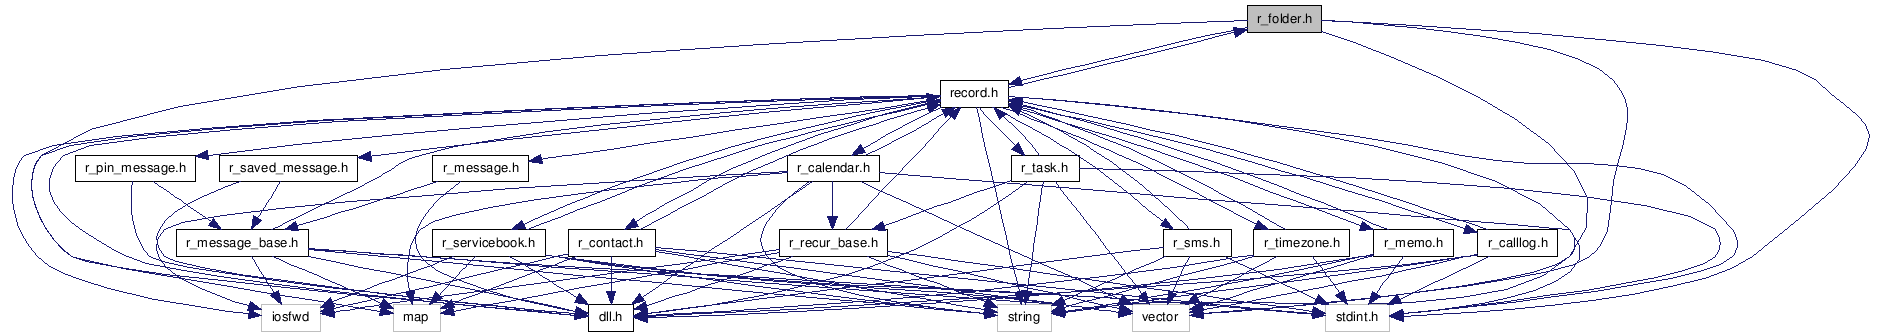 r_folder.h
record.h
r_pin_message.h
r_saved_message.h
r_message.h
r_calendar.h
r_task.h
r_message_base.h
r_servicebook.h
r_contact.h
r_recur_base.h
r_sms.h
r_timezone.h
r_memo.h
r_calllog.h
iosfwd
map
dll.h
string
vector
stdint.h